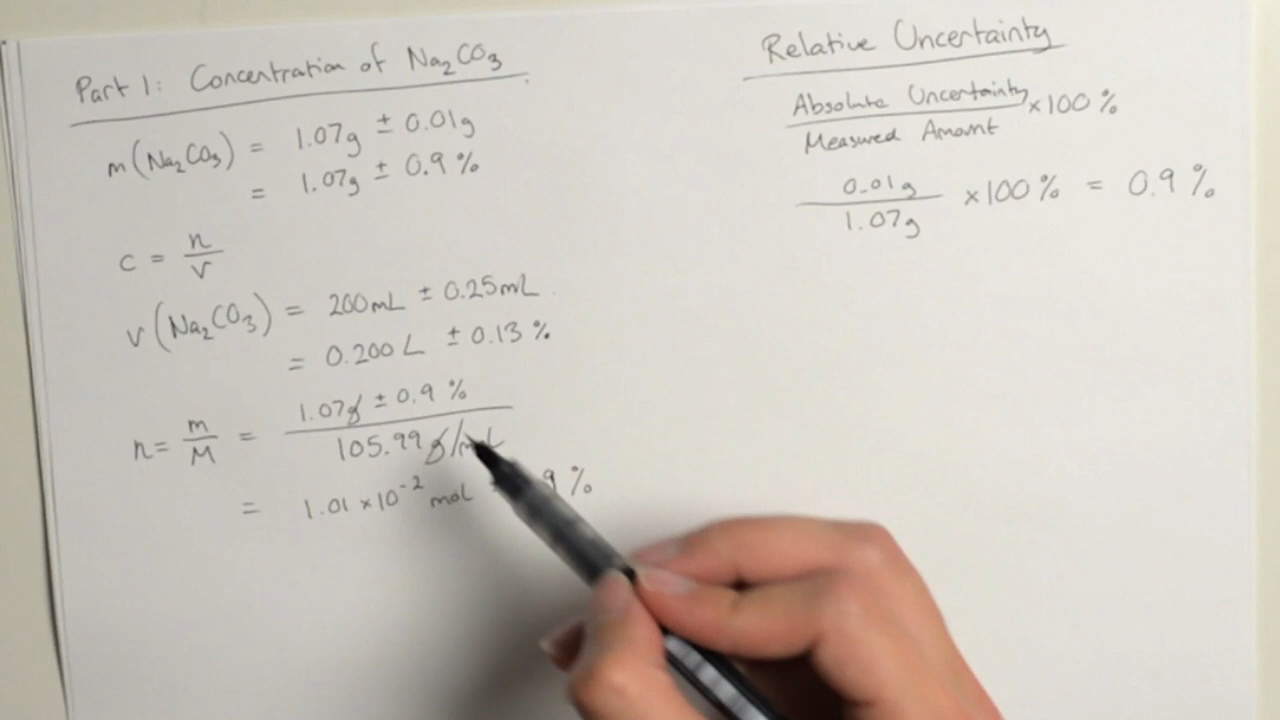 Part 1: Concentration of Na₂CO₃
m(Na₂CO₃) = 1.07g ± 0.01g
= 1.07g ± 0.9 %
c = n/v
v(Na₂CO₃) = 200mL ± 0.25mL
= 0.200 L ± 0.13 %
n = m/M = 1.07g ± 0.9 %
105.99 g/
= 1.01 × 10⁻² mol 9 %
Relative Uncertainty
Absolute Uncertainty × 100 %
Measured Amount
0.01g × 100 % = 0.9 %
1.07g